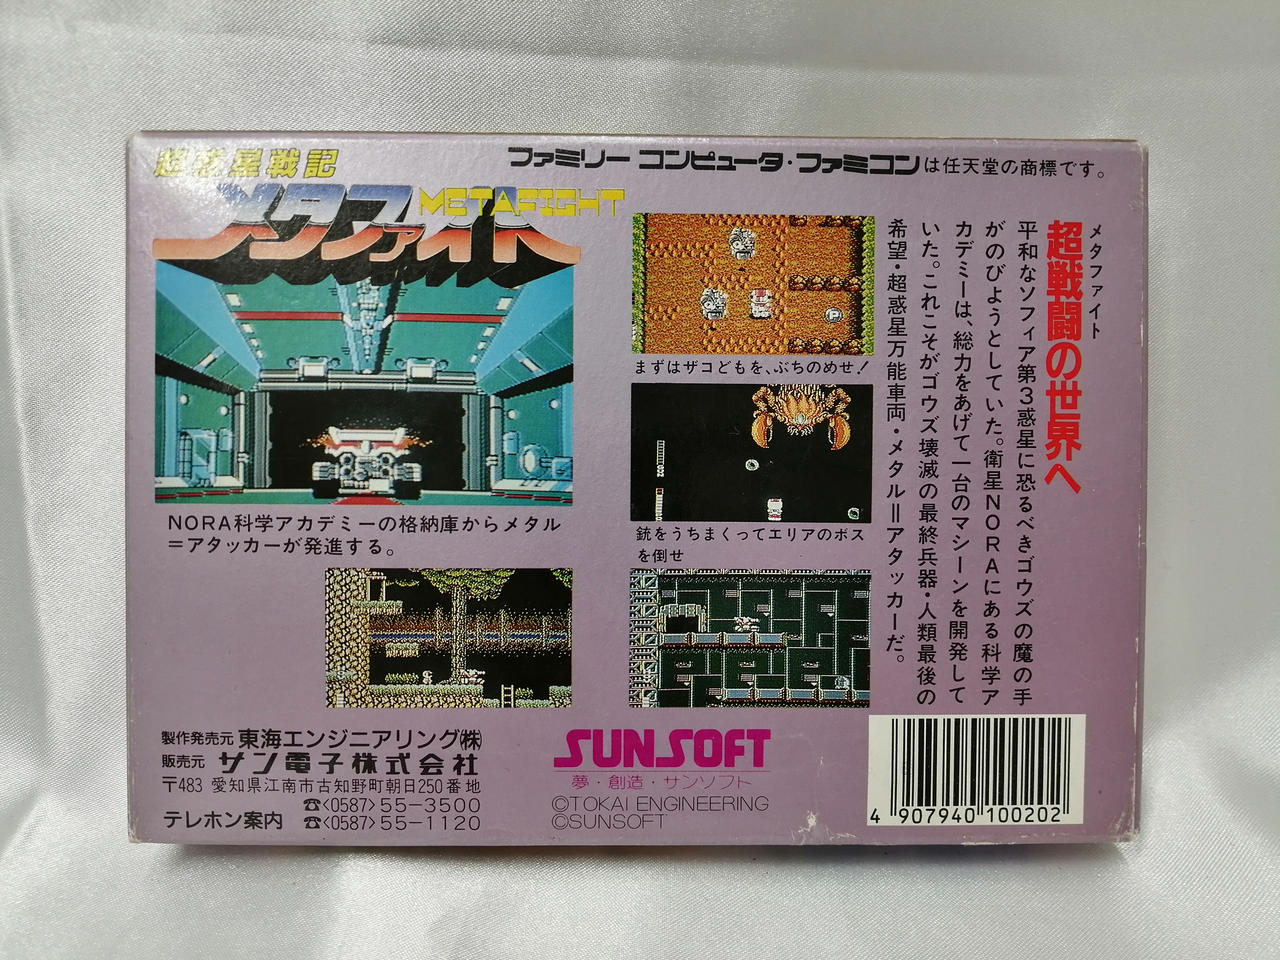 超惑星戦記
メタファイト
METAFIGHT
ファミリーコンピュータ・ファミコンは任天堂の商標です。
メタファイト
超戦闘の世界へ
平和なソフィア第3惑星に恐るべきゴウズの魔の手
がのびようとしていた。衛星NORAにある科学ア
カデミーは、総力をあげて一台のマシーンを開発して
いた。これこそがゴウズ壊滅の最終兵器・人類最後の
希望・超惑星万能車両・メタル＝アタッカーだ。
P
まずはザコどもを、ぶちのめせ！
銃をうちまくってエリアのボス
を倒せ
NORA科学アカデミーの格納庫からメタル
＝アタッカーが発進する。
製作発売元 東海エンジニアリング㈱
販売元 サン電子株式会社
〒483 愛知県江南市古知野町朝日250番地
☎<0587>55-3500
テレホン案内 ☎<0587>55-1120
SUNSOFT
夢・創造・サンソフト
©TOKAI ENGINEERING
©SUNSOFT
4 907940 100202